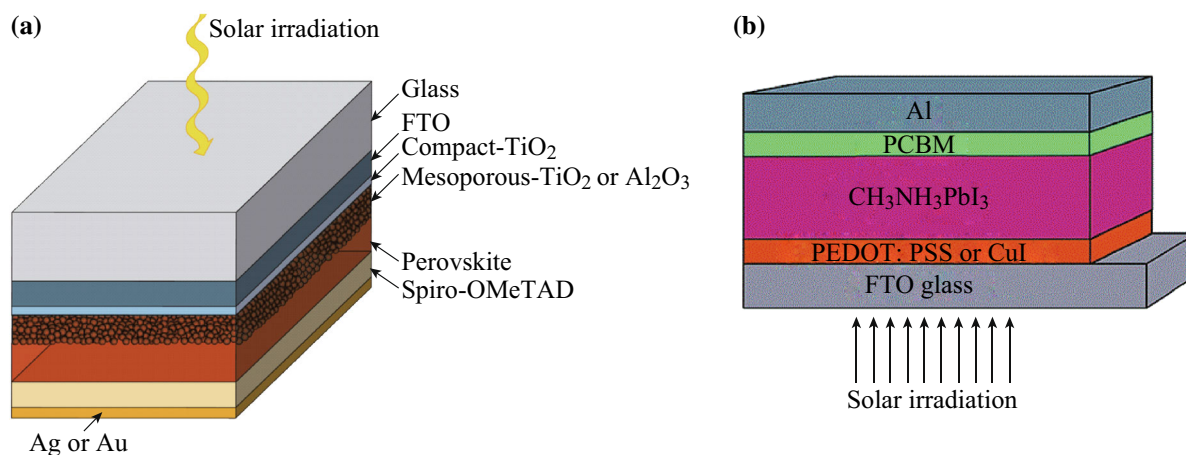 (a)
Solar irradiation
Glass
FTO
Compact-TiO₂
Mesoporous-TiO₂ or Al₂O₃
Perovskite
Spiro-OMeTAD
Ag or Au
(b)
Al
PCBM
CH₃NH₃PbI₃
PEDOT: PSS or CuI
FTO glass
Solar irradiation